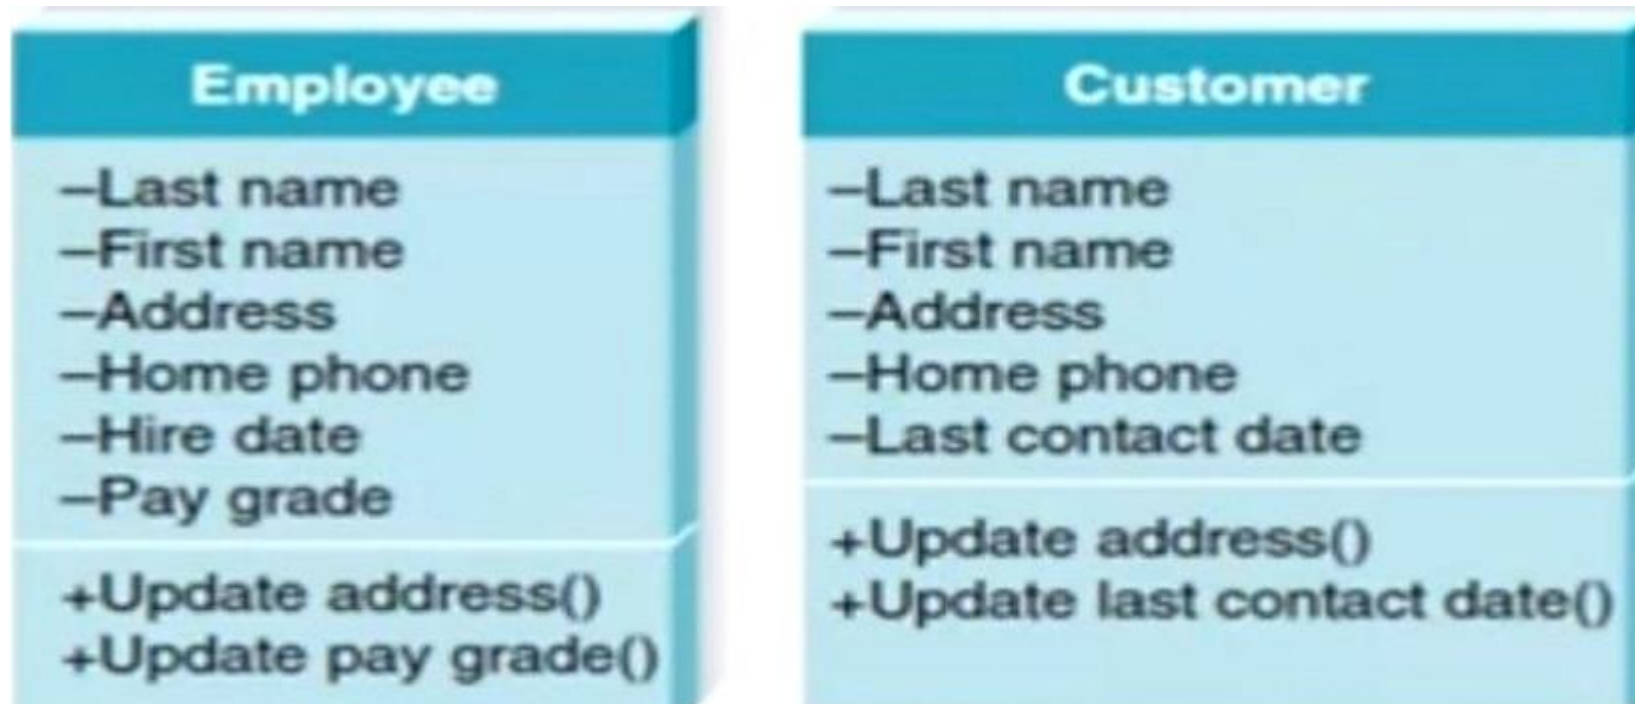 Employee
–Last name
–First name
–Address
–Home phone
–Hire date
–Pay grade
+Update address()
+Update pay grade()
Customer
–Last name
–First name
–Address
–Home phone
–Last contact date
+Update address()
+Update last contact date()